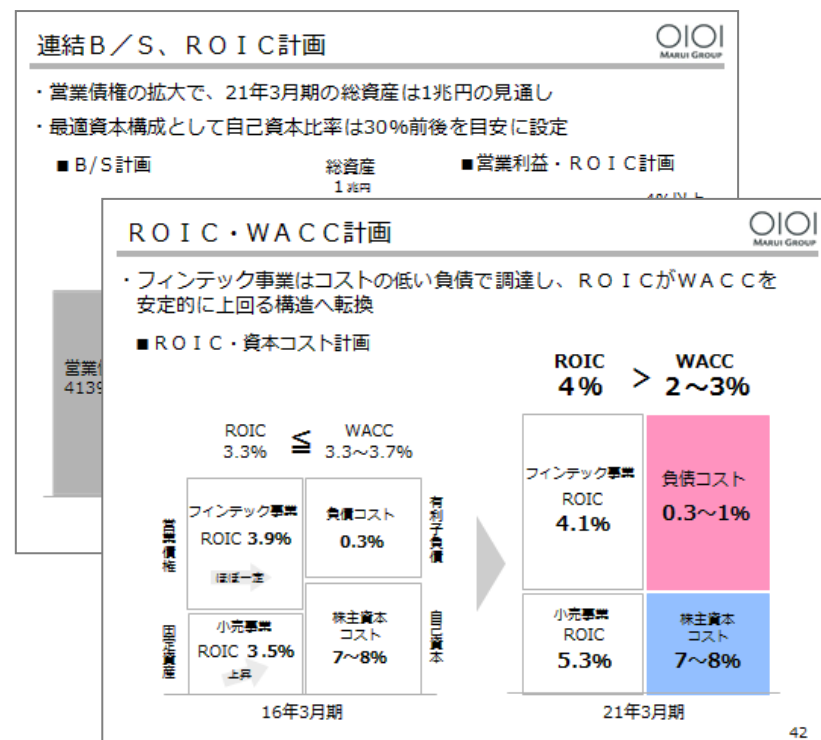 連結Ｂ／Ｓ、ＲＯＩＣ計画
OIOI
MARUI GROUP
・営業債権の拡大で、21年3月期の総資産は1兆円の見通し
・最適資本構成として自己資本比率は30%前後を目安に設定
■Ｂ/Ｓ計画
総資産
1兆円
■営業利益・ＲＯＩＣ計画
営業
4139
ＲＯＩＣ・ＷＡＣＣ計画
OIOI
MARUI GROUP
・フィンテック事業はコストの低い負債で調達し、ＲＯＩＣがＷＡＣＣを
安定的に上回る構造へ転換
■ＲＯＩＣ・資本コスト計画
ROIC ≦ WACC
3.3% 3.3～3.7%
営業債権
フィンテック事業
ROIC 3.9%
ほぼ一定
負債コスト
0.3%
有利子負債
固定資産
小売事業
ROIC 3.5%
上昇
株主資本
コスト
7～8%
自己資本
16年3月期
ROIC > WACC
4% 2～3%
フィンテック事業
ROIC
4.1%
負債コスト
0.3～1%
小売事業
ROIC
5.3%
株主資本
コスト
7～8%
21年3月期
42